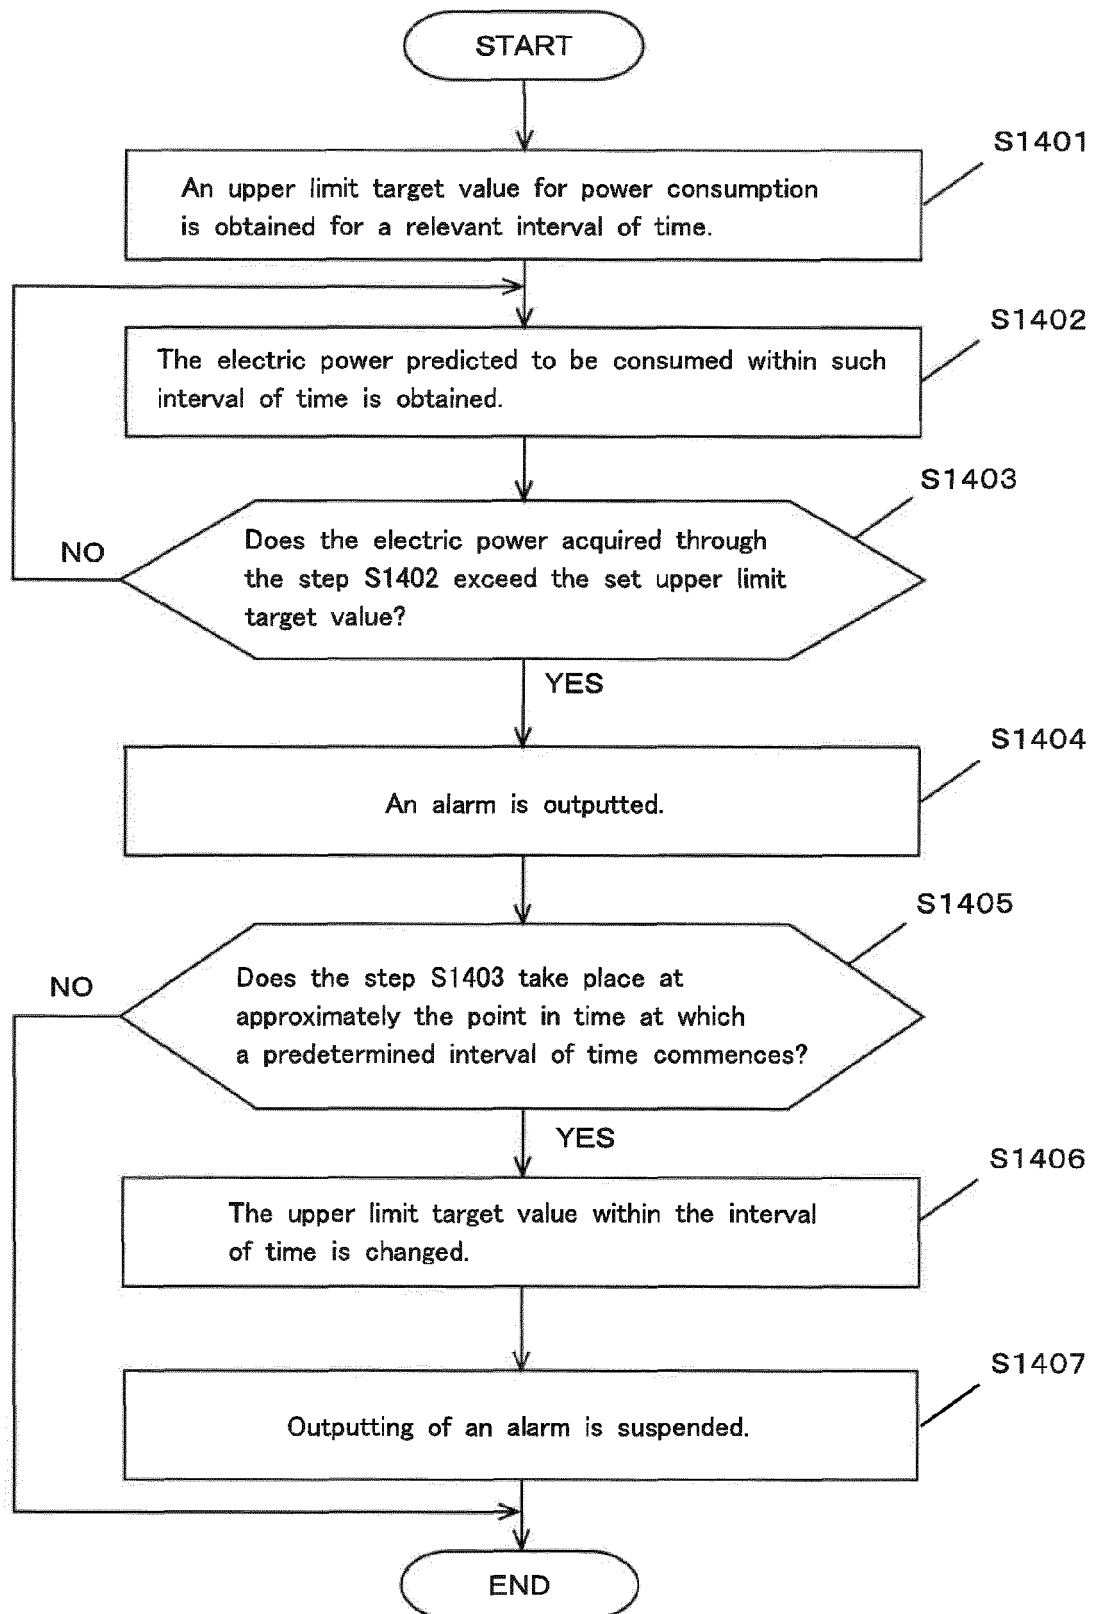 START
S1401
An upper limit target value for power consumption
is obtained for a relevant interval of time.
S1402
The electric power predicted to be consumed within such
interval of time is obtained.
S1403
NO
Does the electric power acquired through
the step S1402 exceed the set upper limit
target value?
YES
S1404
An alarm is outputted.
S1405
NO
Does the step S1403 take place at
approximately the point in time at which
a predetermined interval of time commences?
YES
S1406
The upper limit target value within the interval
of time is changed.
S1407
Outputting of an alarm is suspended.
END